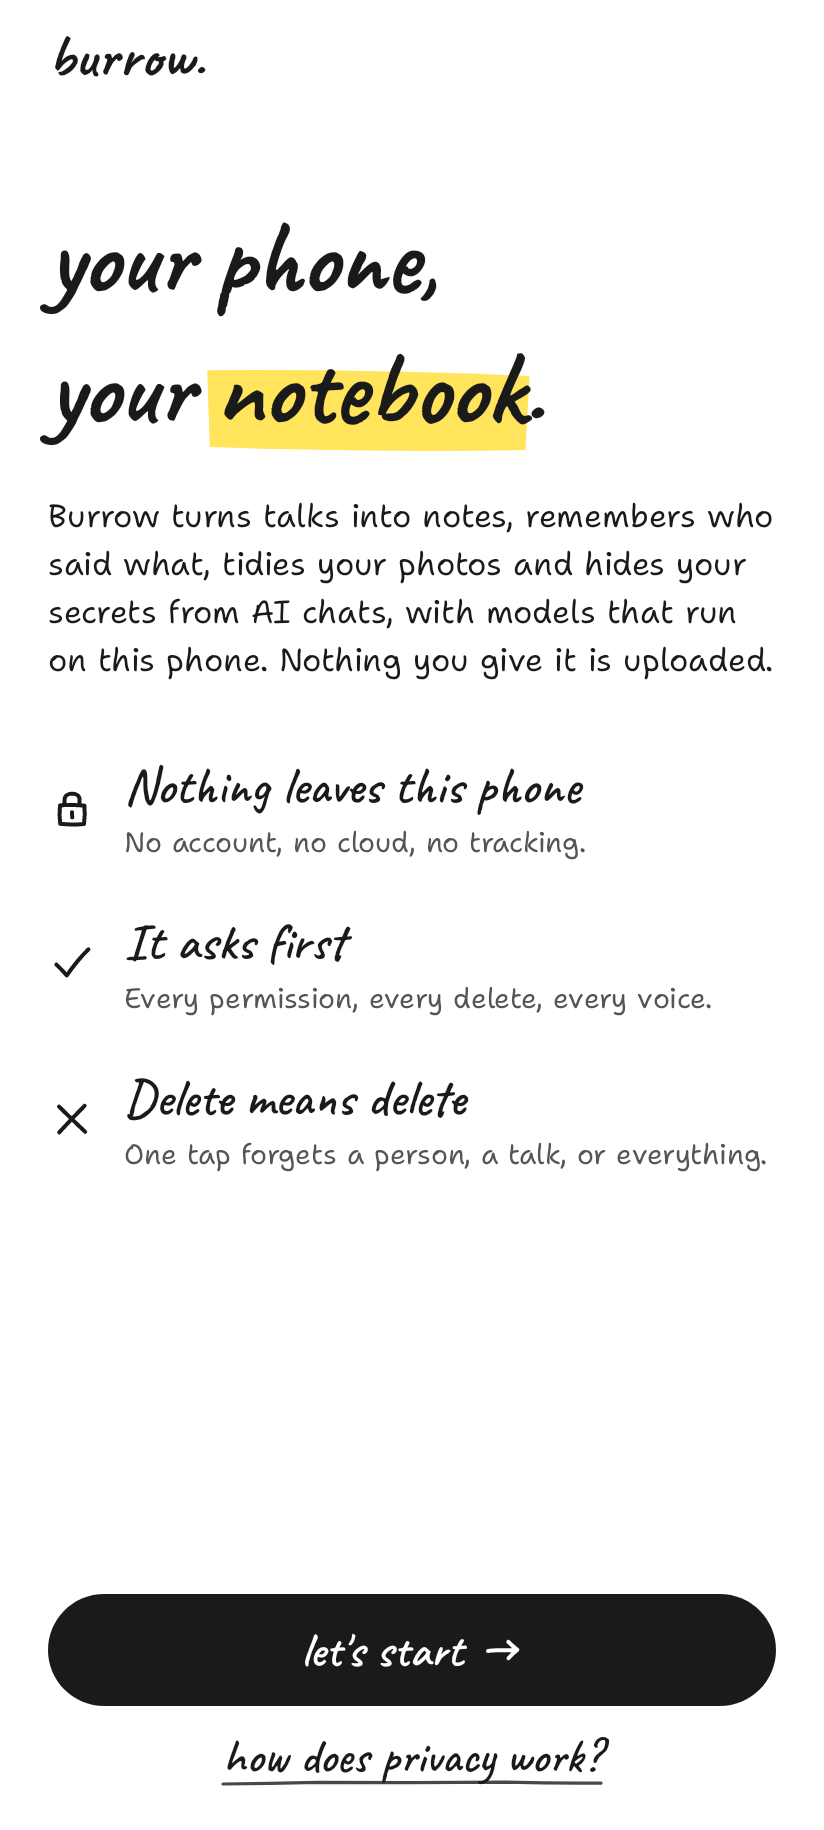 burrow.
your phone,
your notebook.
Burrow turns talks into notes, remembers who
said what, tidies your photos and hides your
secrets from AI chats, with models that run
on this phone. Nothing you give it is uploaded.
Nothing leaves this phone
No account, no cloud, no tracking.
It asks first
Every permission, every delete, every voice.
Delete means delete
One tap forgets a person, a talk, or everything.
let's start →
how does privacy work?